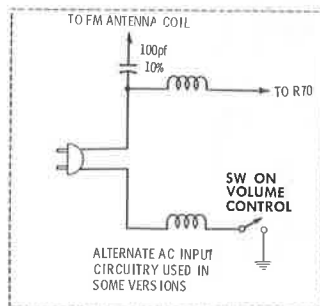 TO FM ANTENNA COIL
100pf
10%
TO R70
SW ON
VOLUME
CONTROL
ALTERNATE AC INPUT
CIRCUITRY USED IN
SOME VERSIONS